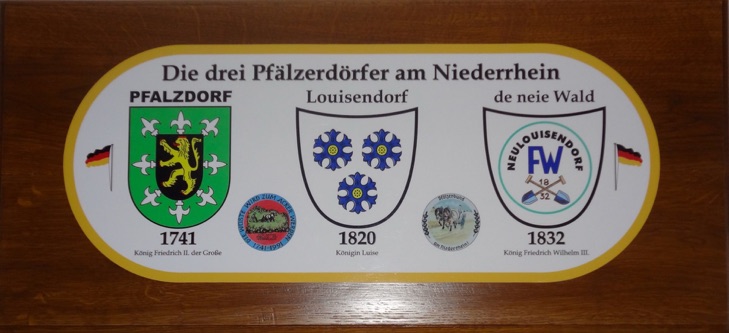 Die drei Pfälzerdörfer am Niederrhein
PFALZDORF
Louisendorf
de neie Wald
NEULOUISENDORF
FW
18
32
1741
1820
1832
König Friedrich II. der Große
Königin Luise
König Friedrich Wilhelm III.